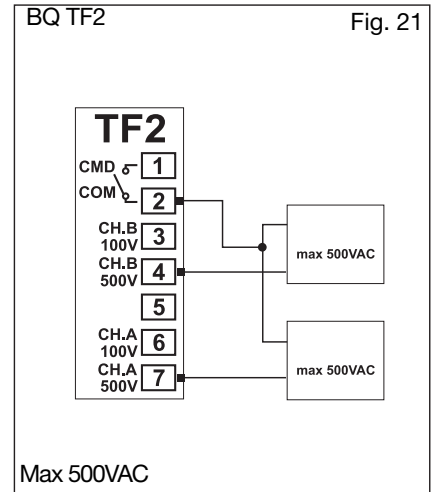 BQ TF2
Fig. 21
TF2
CMD
1
COM
2
CH.B
100V
3
CH.B
500V
4
5
CH.A
100V
6
CH.A
500V
7
max 500VAC
max 500VAC
Max 500VAC